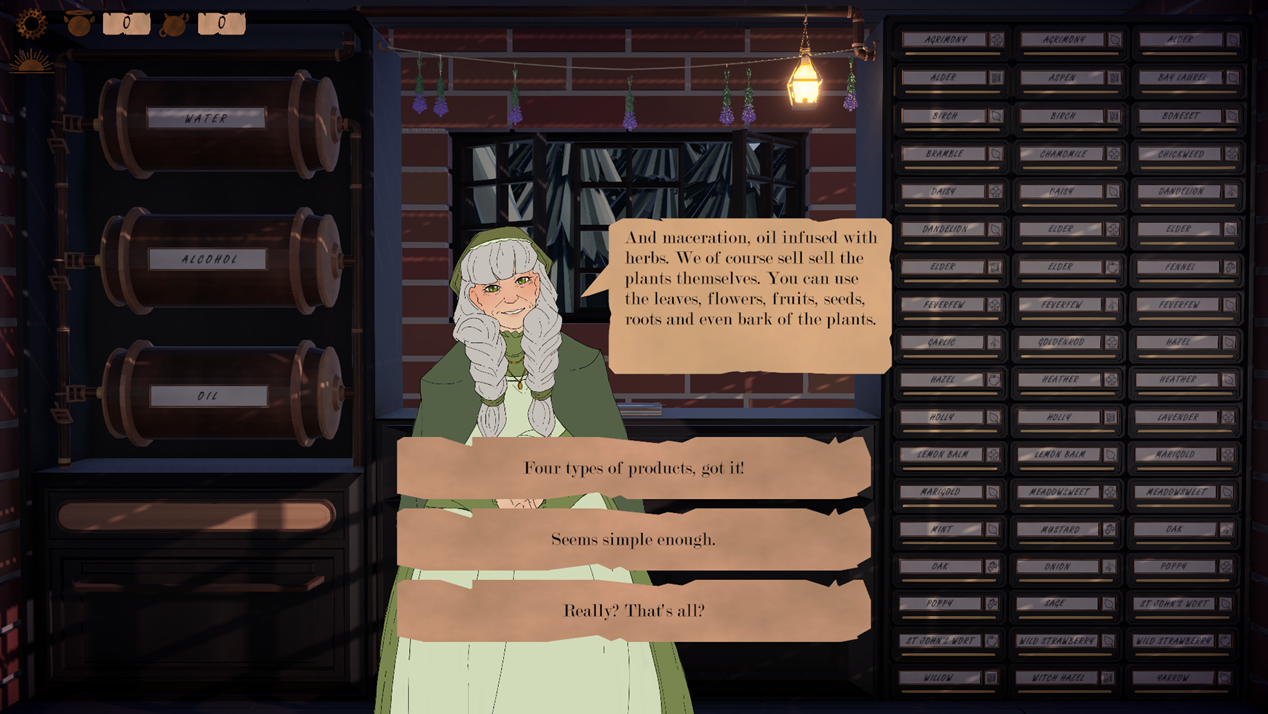 0 0
WATER
ALCOHOL
OIL
And maceration, oil infused with
herbs. We of course sell sell the
plants themselves. You can use
the leaves, flowers, fruits, seeds,
roots and even bark of the plants.
Four types of products, got it!
Seems simple enough.
Really? That's all?
AGRIMONY AGRIMONY ALDER
ALDER ASPEN BAY LAUREL
BIRCH BIRCH BONESET
BRAMBLE CHAMOMILE CHICKWEED
DAISY DAISY DANDELION
DANDELION ELDER ELDER
ELDER ELDER FENNEL
FEVERFEW FEVERFEW FEVERFEW
GARLIC GOLDENROD HAZEL
HAZEL HEATHER HEATHER
HOLLY HOLLY LAVENDER
LEMON BALM LEMON BALM MARIGOLD
MARIGOLD MEADOWSWEET MEADOWSWEET
MINT MUSTARD OAK
OAK ONION POPPY
POPPY SAGE ST JOHN'S WORT
ST JOHN'S WORT WILD STRAWBERRY WILD STRAWBERRY
WILLOW WITCH HAZEL YARROW